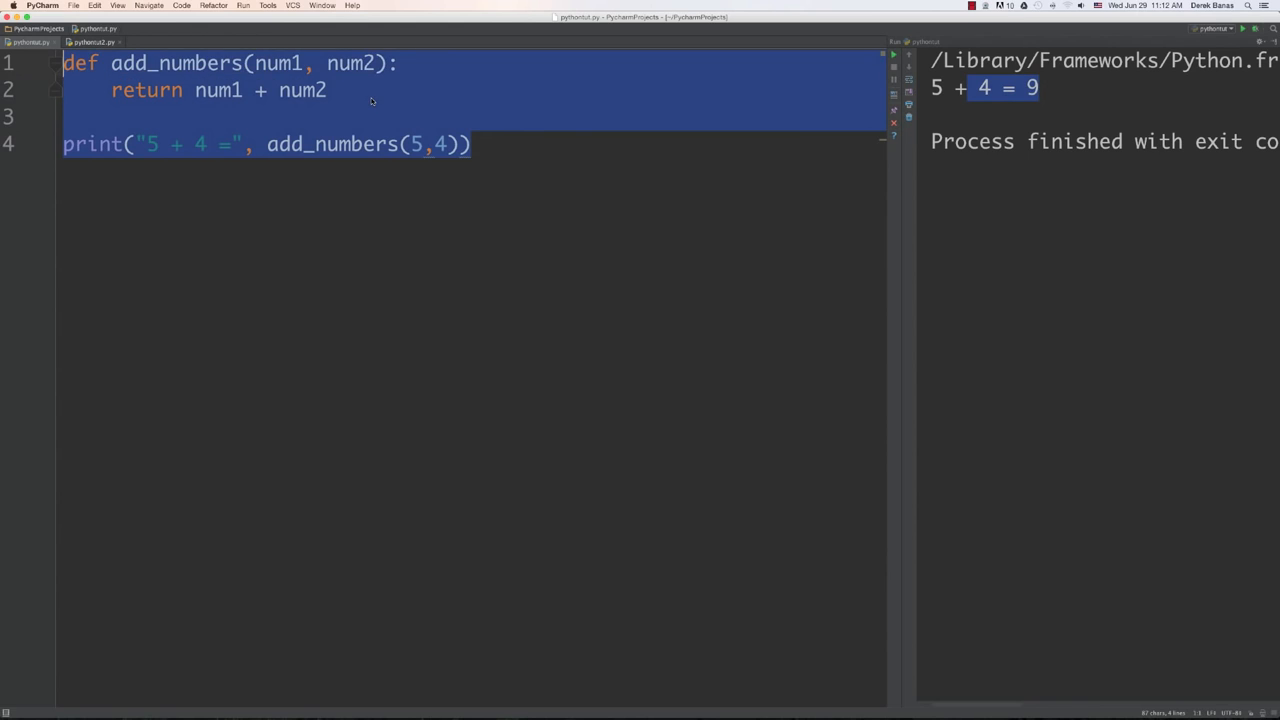 PyCharm File Edit View Navigate Code Refactor Run Tools VCS Window Help 10 Wed Jun 29 11:12 AM Derek Banas
pythontut.py - PycharmProjects - [~/PycharmProjects]
PycharmProjects pythontut.py pythontut
pythontut.py pythontut2.py Run pythontut
1 def add_numbers(num1, num2):
2 return num1 + num2
3
4 print("5 + 4 =", add_numbers(5,4))
/Library/Frameworks/Python.fr
5 + 4 = 9
Process finished with exit co
87 chars, 4 lines 1:1 LF≠ UTF-8≠